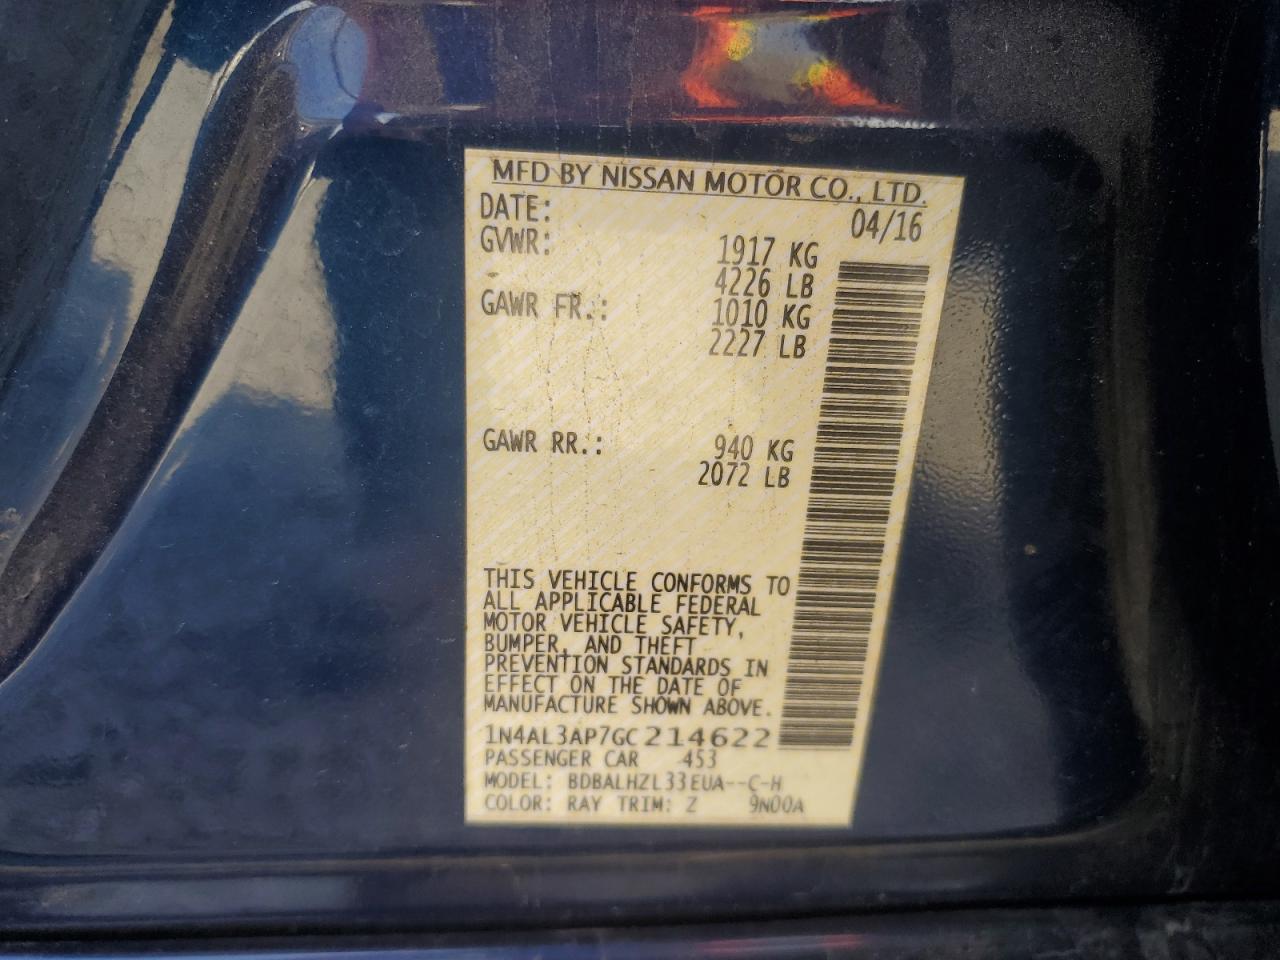 MFD BY NISSAN MOTOR CO., LTD.
DATE: 04/16
GVWR: 1917 KG
4226 LB
GAWR FR.: 1010 KG
2227 LB
GAWR RR.: 940 KG
2072 LB
THIS VEHICLE CONFORMS TO
ALL APPLICABLE FEDERAL
MOTOR VEHICLE SAFETY,
BUMPER, AND THEFT
PREVENTION STANDARDS IN
EFFECT ON THE DATE OF
MANUFACTURE SHOWN ABOVE.
1N4AL3AP7GC214622
PASSENGER CAR 453
MODEL: BDBALHZL33EUA--C-H
COLOR: RAY TRIM: Z 9N00A